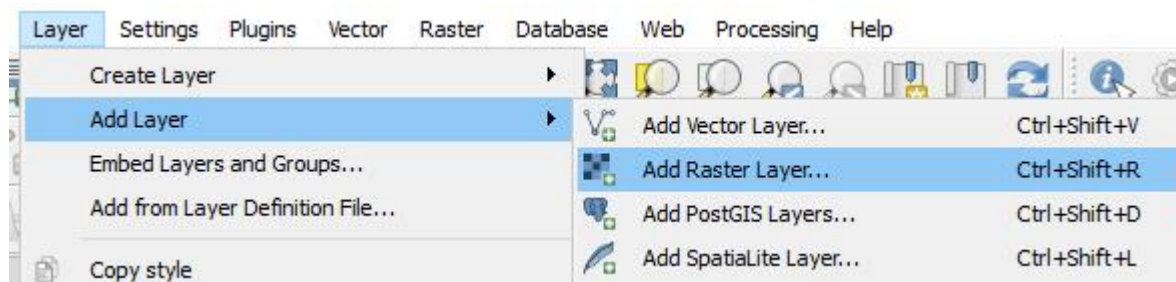 Layer Settings Plugins Vector Raster Database Web Processing Help
Create Layer
Add Layer
Add Vector Layer... Ctrl+Shift+V
Embed Layers and Groups...
Add Raster Layer... Ctrl+Shift+R
Add from Layer Definition File...
Add PostGIS Layers... Ctrl+Shift+D
Copy style
Add SpatiaLite Layer... Ctrl+Shift+L